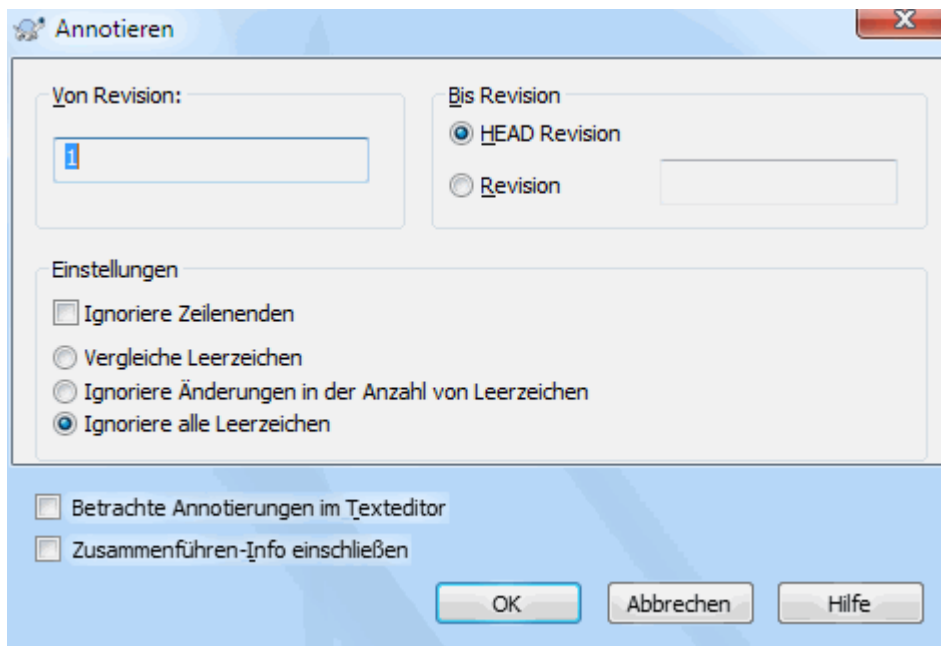 Annotieren
Von Revision:
1
Bis Revision
HEAD Revision
Revision
Einstellungen
Ignoriere Zeilenenden
Vergleiche Leerzeichen
Ignoriere Änderungen in der Anzahl von Leerzeichen
Ignoriere alle Leerzeichen
Betrachte Annotierungen im Texteditor
Zusammenführen-Info einschließen
OK Abbrechen Hilfe